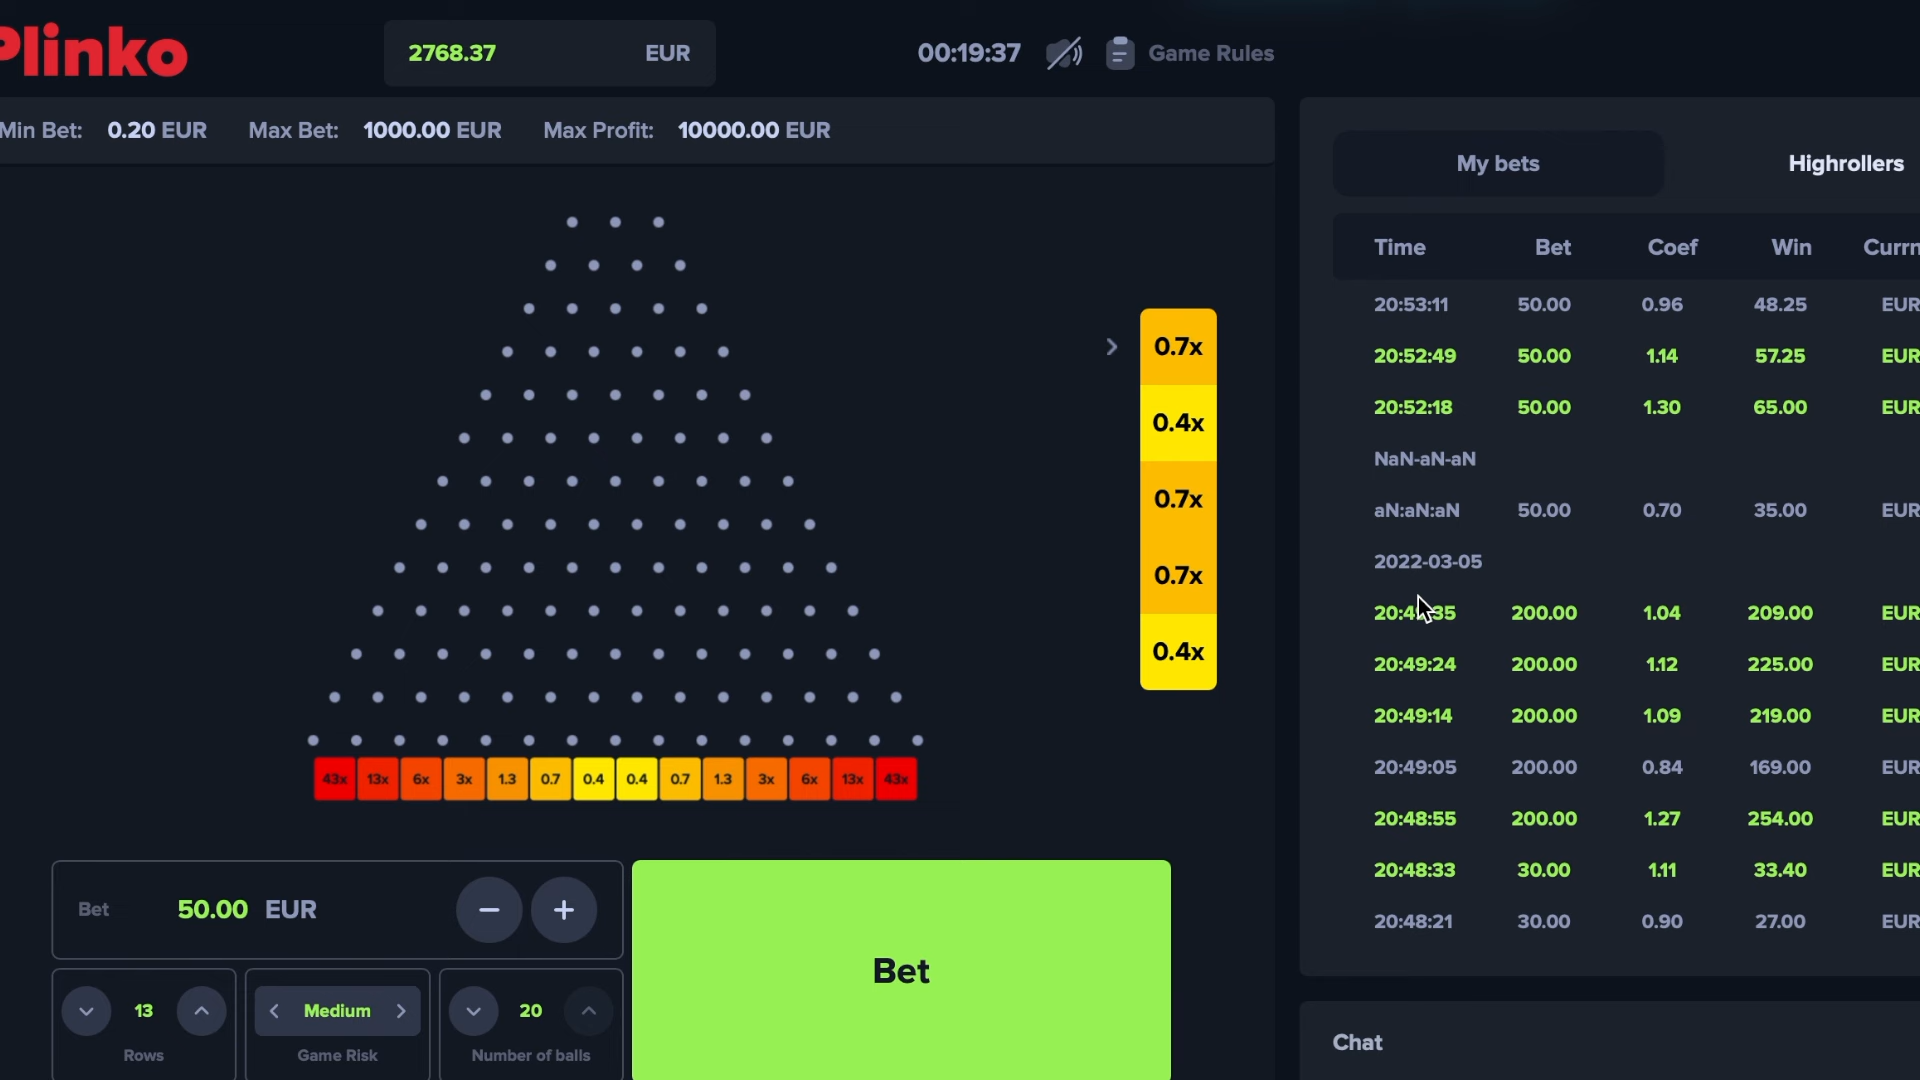 Plinko
2768.37 EUR
00:19:37 Game Rules
Min Bet: 0.20 EUR Max Bet: 1000.00 EUR Max Profit: 10000.00 EUR
0.7x
0.4x
0.7x
0.7x
0.4x
43x 13x 6x 3x 1.3 0.7 0.4 0.4 0.7 1.3 3x 6x 13x 43x
Bet 50.00 EUR − +
13
Rows
Medium
Game Risk
20
Number of balls
Bet
My bets Highrollers
Time Bet Coef Win Currn
20:53:11 50.00 0.96 48.25 EUR
20:52:49 50.00 1.14 57.25 EUR
20:52:18 50.00 1.30 65.00 EUR
NaN-aN-aN
aN:aN:aN 50.00 0.70 35.00 EUR
2022-03-05
200.00 1.04 209.00 EUR
20:49:24 200.00 1.12 225.00 EUR
20:49:14 200.00 1.09 219.00 EUR
20:49:05 200.00 0.84 169.00 EUR
20:48:55 200.00 1.27 254.00 EUR
20:48:33 30.00 1.11 33.40 EUR
20:48:21 30.00 0.90 27.00 EUR
Chat